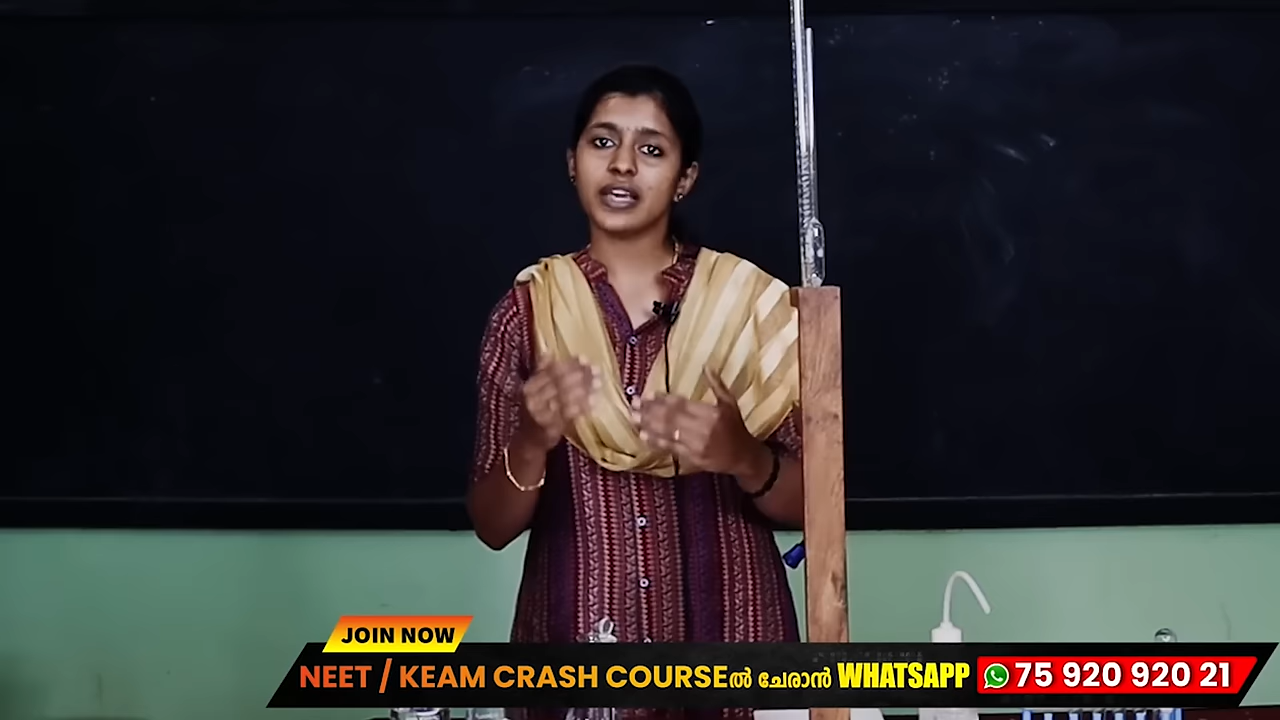 JOIN NOW
NEET / KEAM CRASH COURSEൽ ചേരാൻ WHATSAPP 75 920 920 21